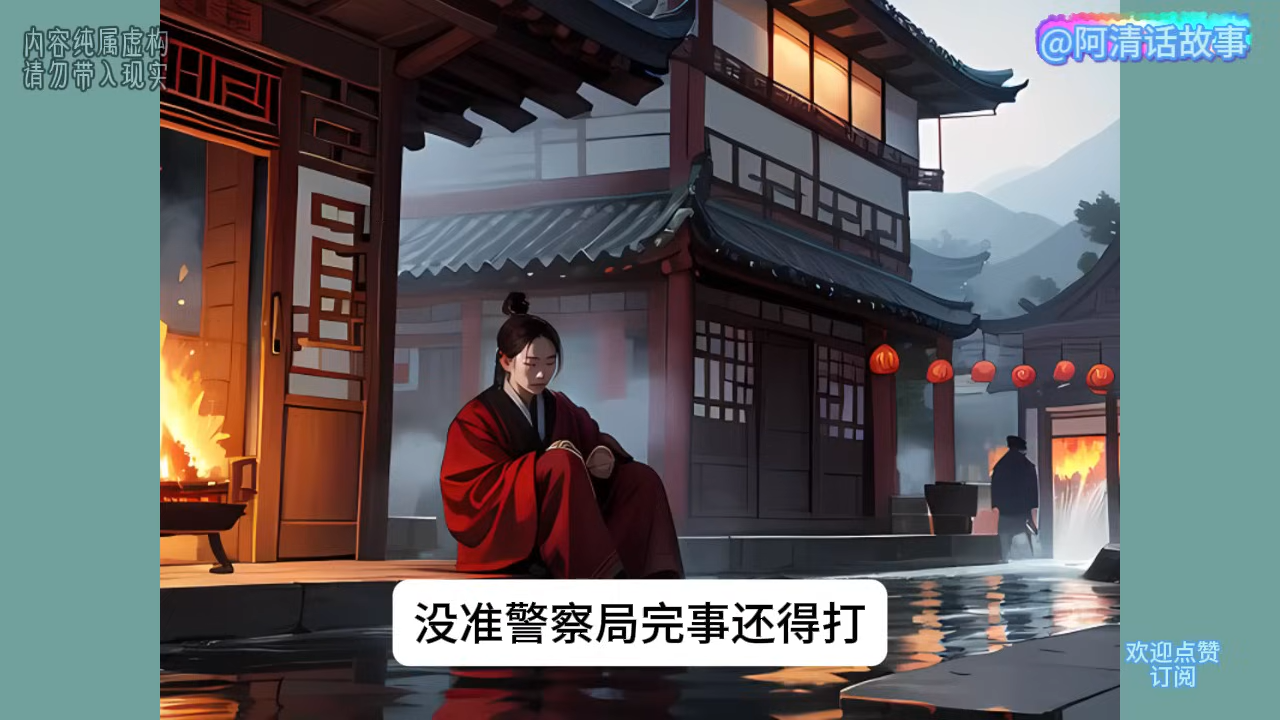 内容纯属虚构
请勿带入现实
@阿清话故事
没准警察局完事还得打
欢迎点赞
订阅